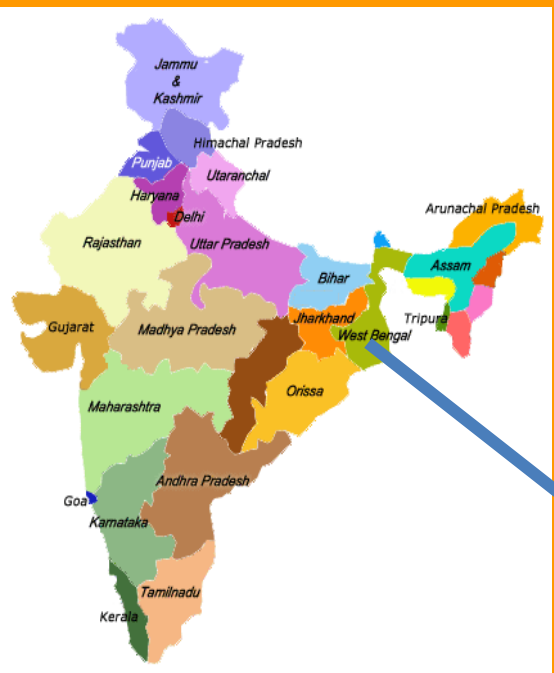 Jammu
&
Kashmir
Himachal Pradesh
Punjab
Utaranchal
Haryana
Delhi
Arunachal Pradesh
Rajasthan
Uttar Pradesh
Assam
Bihar
Gujarat
Madhya Pradesh
Jharkhand
Tripura
West Bengal
Orissa
Maharashtra
Andhra Pradesh
Goa
Karnataka
Tamilnadu
Kerala